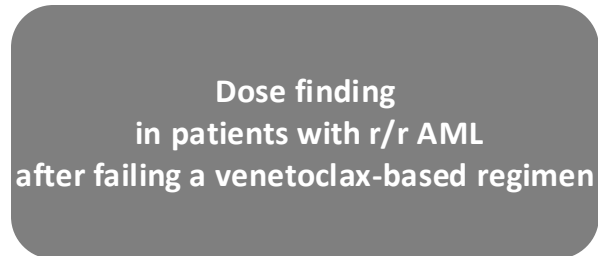 Dose finding
in patients with r/r AML
after failing a venetoclax-based regimen